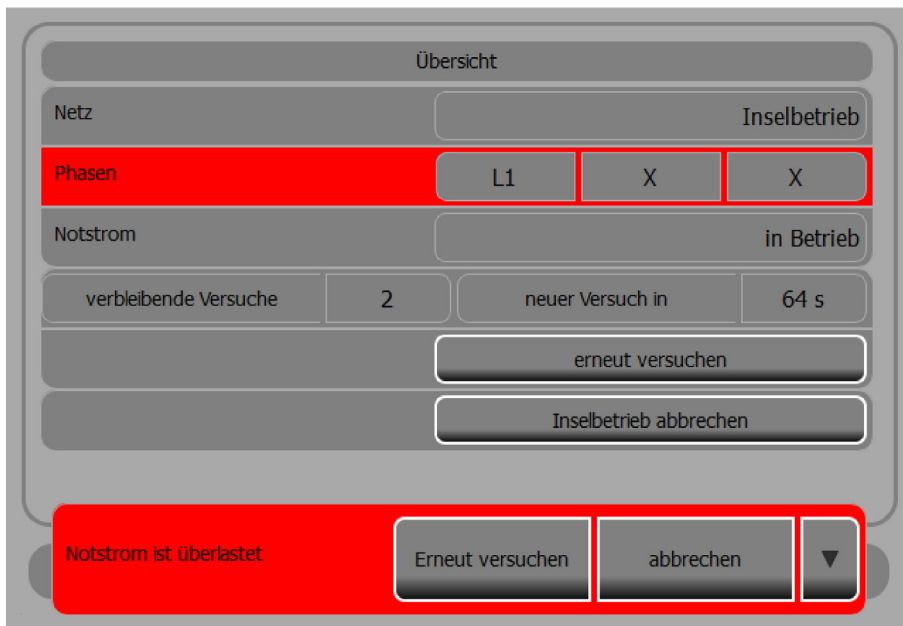 Übersicht
Netz Inselbetrieb
Phasen L1 X X
Notstrom in Betrieb
verbleibende Versuche 2 neuer Versuch in 64 s
erneut versuchen
Inselbetrieb abbrechen
Notstrom ist überlastet Erneut versuchen abbrechen ▼